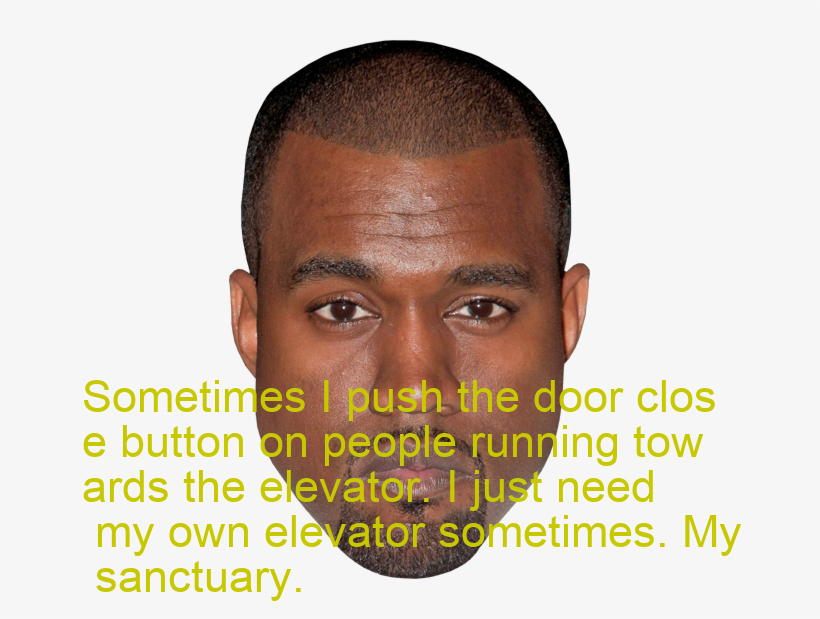 Sometimes I push the door clos
e button on people running tow
ards the elevator. I just need
my own elevator sometimes. My
sanctuary.